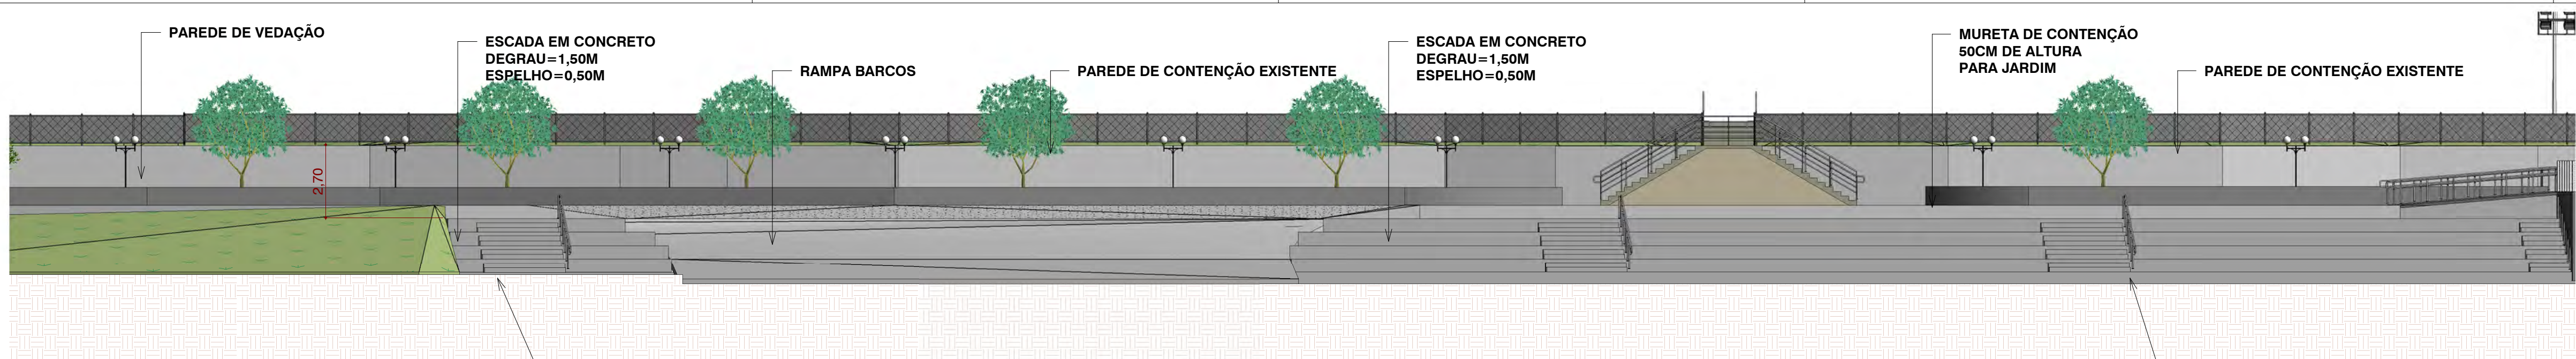 PAREDE DE VEDAÇÃO
ESCADA EM CONCRETO
DEGRAU=1,50M
ESPELHO=0,50M
RAMPA BARCOS
PAREDE DE CONTENÇÃO EXISTENTE
ESCADA EM CONCRETO
DEGRAU=1,50M
ESPELHO=0,50M
MURETA DE CONTENÇÃO
50CM DE ALTURA
PARA JARDIM
PAREDE DE CONTENÇÃO EXISTENTE
2,70